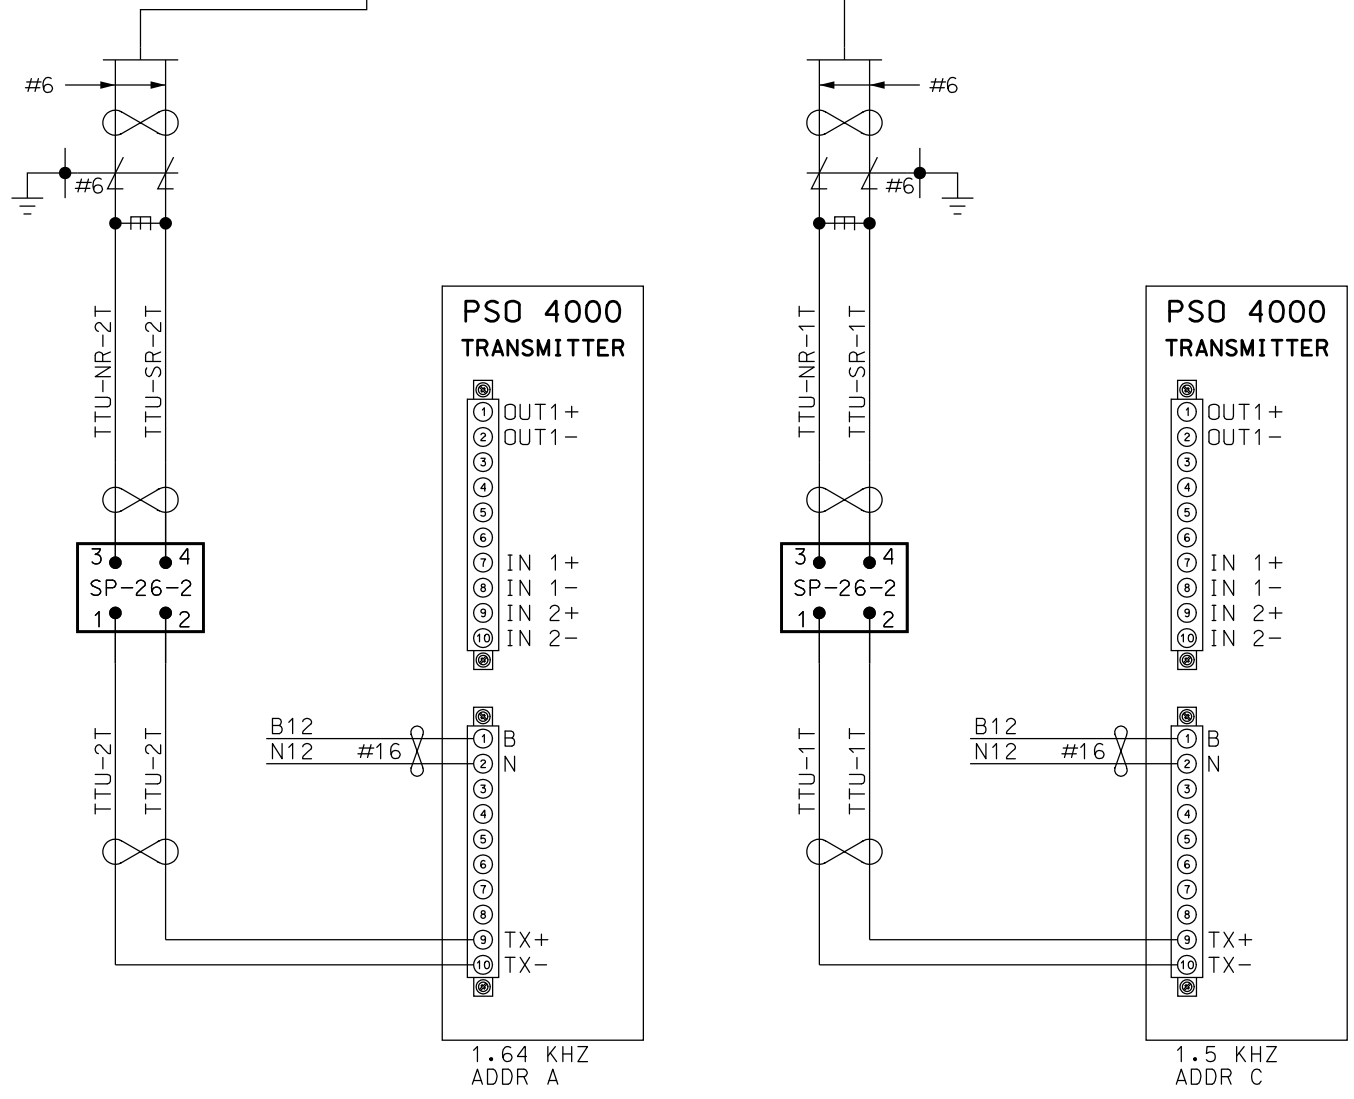 #6
#6
TTU-NR-2T
TTU-SR-2T
3
4
SP-26-2
1
2
TTU-2T
TTU-2T
B12
N12
#16
PSO 4000
TRANSMITTER
1 OUT1+
2 OUT1-
3
4
5
6
7 IN 1+
8 IN 1-
9 IN 2+
10 IN 2-
1 B
2 N
3
4
5
6
7
8
9 TX+
10 TX-
1.64 KHZ
ADDR A
#6
#6
TTU-NR-1T
TTU-SR-1T
3
4
SP-26-2
1
2
TTU-1T
TTU-1T
B12
N12
#16
PSO 4000
TRANSMITTER
1 OUT1+
2 OUT1-
3
4
5
6
7 IN 1+
8 IN 1-
9 IN 2+
10 IN 2-
1 B
2 N
3
4
5
6
7
8
9 TX+
10 TX-
1.5 KHZ
ADDR C